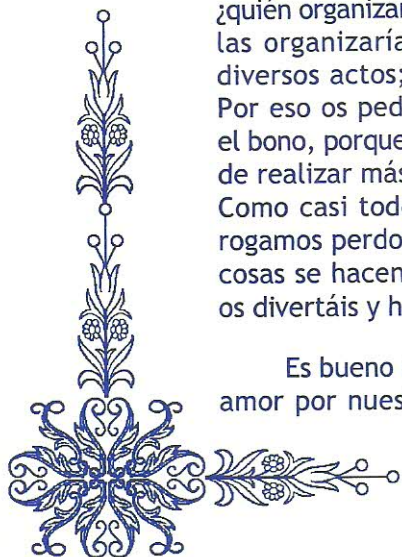 ¿quién organizar
las organizaría
diversos actos;
Por eso os ped
el bono, porque
de realizar más
Como casi tod
rogamos perdo
cosas se hacen
os divertáis y h
Es bueno
amor por nues